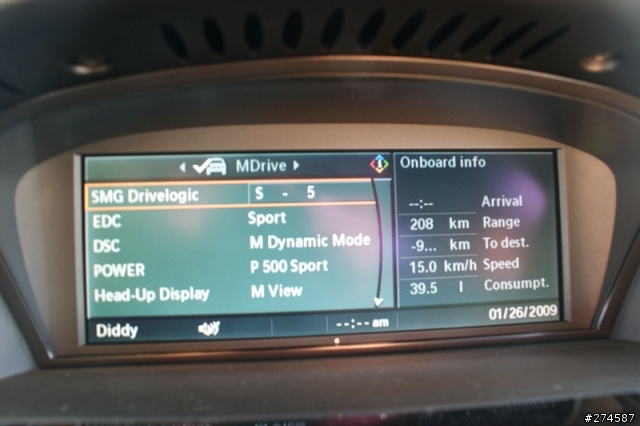 MDrive
Onboard info
SMG Drivelogic S - 5
EDC Sport
DSC M Dynamic Mode
POWER P 500 Sport
Head-Up Display M View
--:-- Arrival
208 km Range
-9... km To dest.
15.0 km/h Speed
39.5 l Consumpt.
Diddy
--:-- am
01/26/2009
#274587